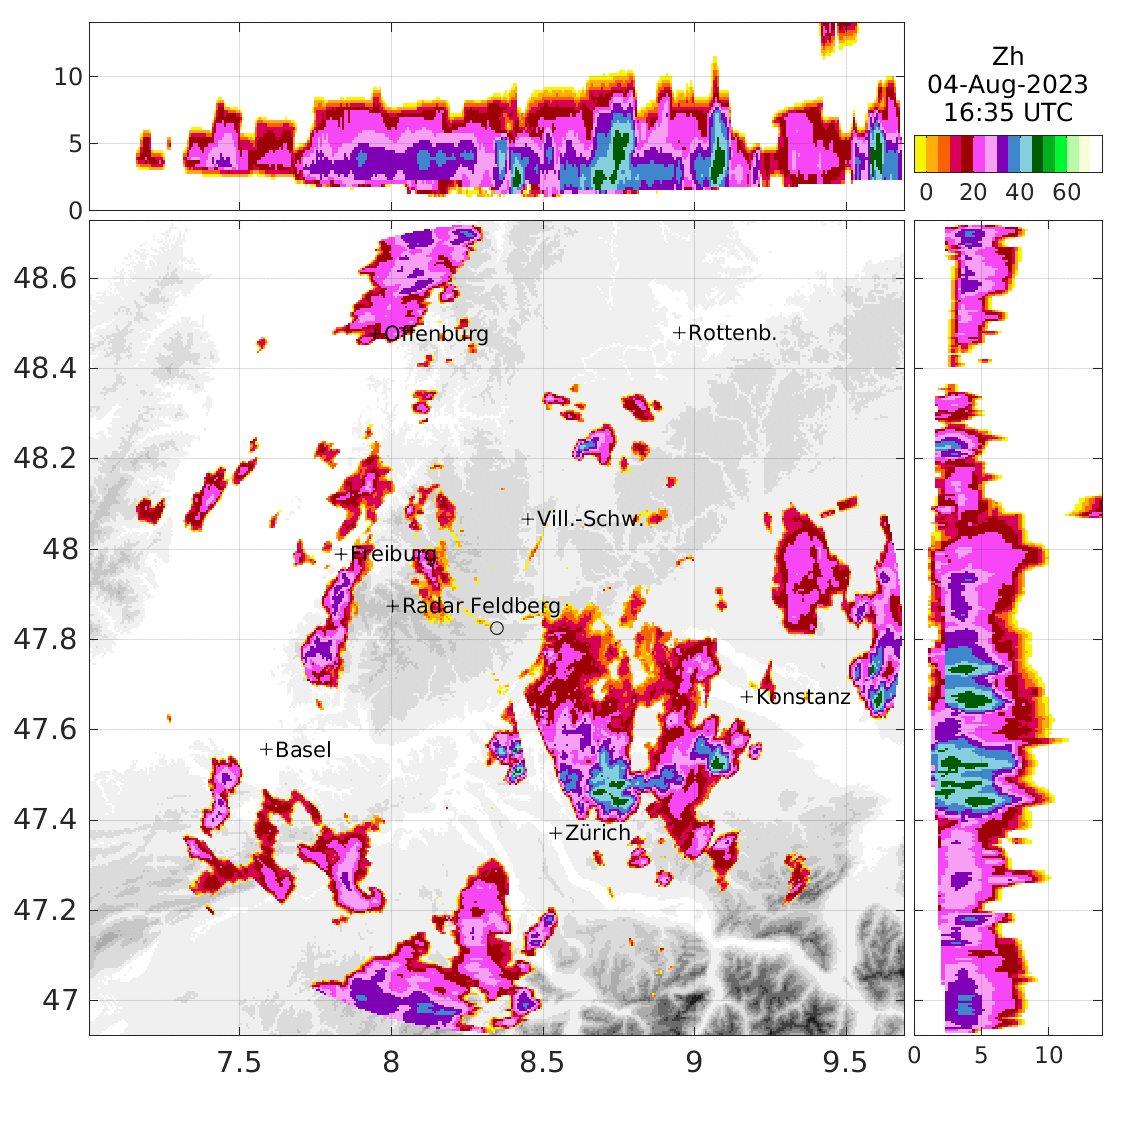 10
5
0
Zh
04-Aug-2023
16:35 UTC
0 20 40 60
48.6
48.4
48.2
48
47.8
47.6
47.4
47.2
47
+Offenburg
+Rottenb.
+Vill.-Schw.
+Freiburg
+Radar Feldberg
+Konstanz
+Basel
+Zürich
7.5 8 8.5 9 9.5
0 5 10